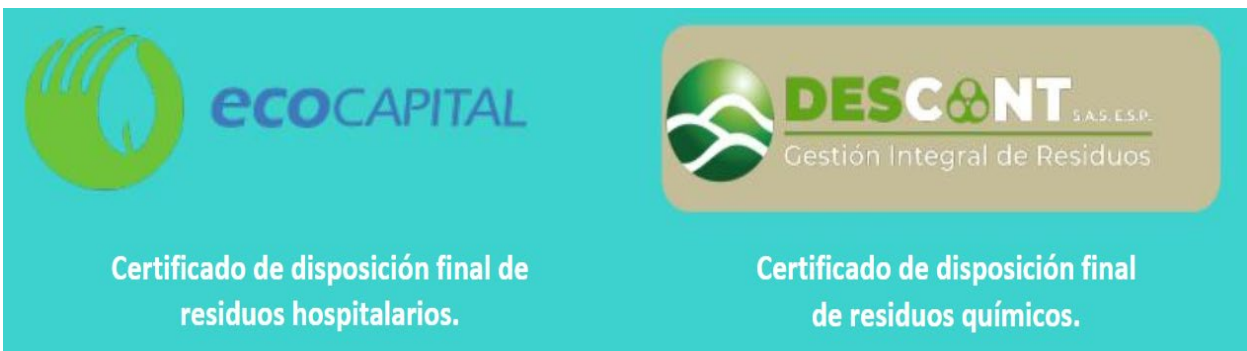 ecoCAPITAL
Certificado de disposición final de
residuos hospitalarios.
DESCONT S.A.S. E.S.P.
Gestión Integral de Residuos
Certificado de disposición final
de residuos químicos.